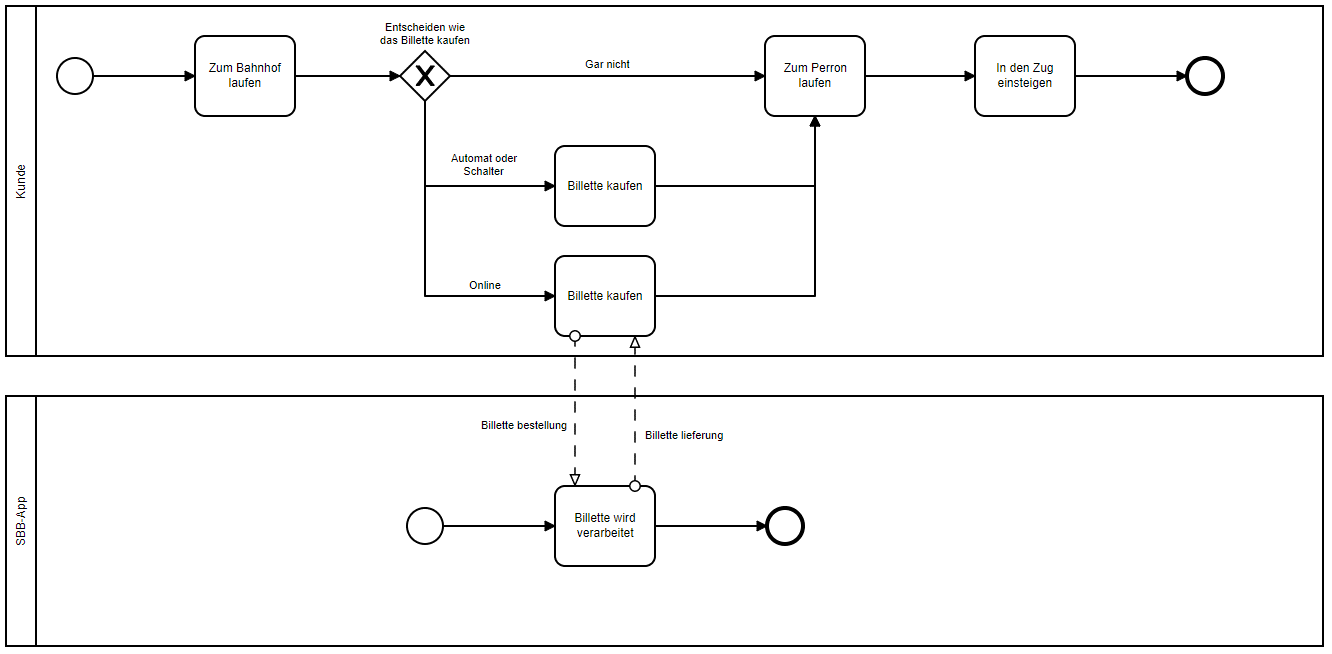 Entscheiden wie
das Billette kaufen
Kunde
Zum Bahnhof
laufen
Gar nicht
Zum Perron
laufen
In den Zug
einsteigen
Automat oder
Schalter
Billette kaufen
Online
Billette kaufen
Billette bestellung
Billette lieferung
SBB-App
Billette wird
verarbeitet